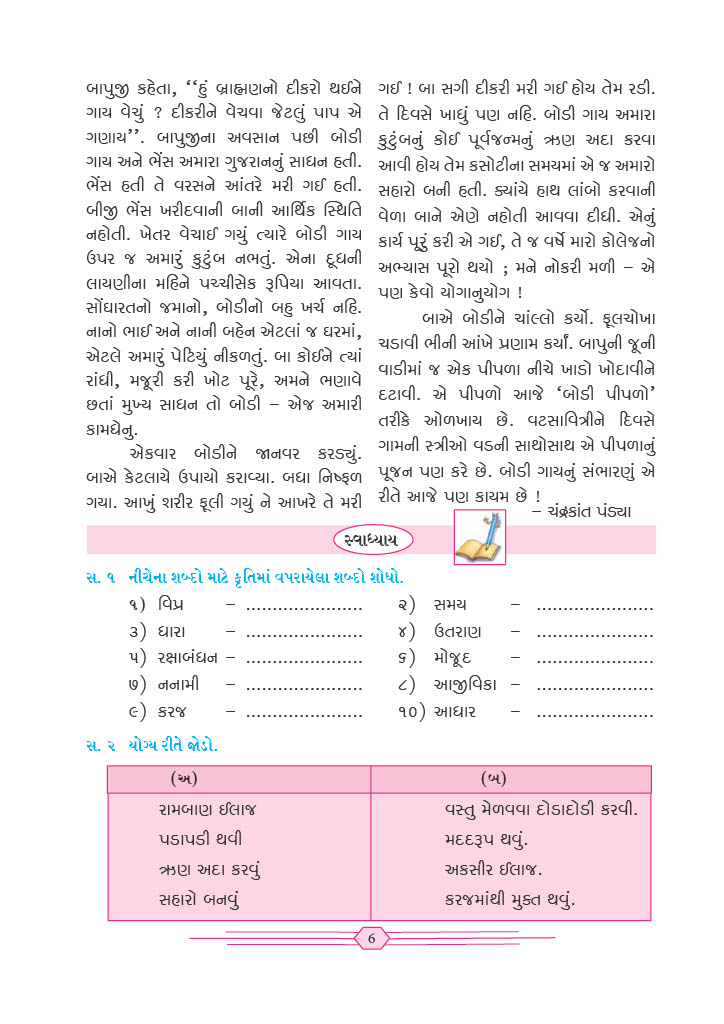 બાપુજી કહેતા, ‘‘હું બ્રાહ્મણનો દીકરો થઈને
ગાય વેચું ? દીકરીને વેચવા જેટલું પાપ એ
ગણાય’’. બાપુજીના અવસાન પછી બોડી
ગાય અને ભેંસ અમારા ગુજરાનનું સાધન હતી.
ભેંસ હતી તે વરસને આંતરે મરી ગઈ હતી.
બીજી ભેંસ ખરીદવાની બાની આર્થિક સ્થિતિ
નહોતી. ખેતર વેચાઈ ગયું ત્યારે બોડી ગાય
ઉપર જ અમારું કુટુંબ નભતું. એના દૂધની
લાયણીના મહિને પચ્ચીસેક રૂપિયા આવતા.
સોંઘારતનો જમાનો, બોડીનો બહુ ખર્ચ નહિ.
નાનો ભાઈ અને નાની બહેન એટલાં જ ઘરમાં,
એટલે અમારું પેટિયું નીકળતું. બા કોઈને ત્યાં
રાંધી, મજૂરી કરી ખોટ પૂરે, અમને ભણાવે
છતાં મુખ્ય સાધન તો બોડી – એજ અમારી
કામધેનુ.
એકવાર બોડીને જાનવર કરડ્યું.
બાએ કેટલાયે ઉપાયો કરાવ્યા. બધા નિષ્ફળ
ગયા. આખું શરીર ફૂલી ગયું ને આખરે તે મરી
ગઈ ! બા સગી દીકરી મરી ગઈ હોય તેમ રડી.
તે દિવસે ખાધું પણ નહિ. બોડી ગાય અમારા
કુટુંબનું કોઈ પૂર્વજન્મનું ઋણ અદા કરવા
આવી હોય તેમ કસોટીના સમયમાં એ જ અમારો
સહારો બની હતી. ક્યાંયે હાથ લાંબો કરવાની
વેળા બાને એણે નહોતી આવવા દીધી. એનું
કાર્ય પૂરું કરી એ ગઈ, તે જ વર્ષે મારો કોલેજનો
અભ્યાસ પૂરો થયો ; મને નોકરી મળી – એ
પણ કેવો યોગાનુયોગ !
બાએ બોડીને ચાંલ્લો કર્યો. ફૂલચોખા
ચડાવી ભીની આંખે પ્રણામ કર્યાં. બાપુની જૂની
વાડીમાં જ એક પીપળા નીચે ખાડો ખોદાવીને
દટાવી. એ પીપળો આજે ‘બોડી પીપળો’
તરીકે ઓળખાય છે. વટસાવિત્રીને દિવસે
ગામની સ્ત્રીઓ વડની સાથોસાથ એ પીપળાનું
પૂજન પણ કરે છે. બોડી ગાયનું સંભારણું એ
રીતે આજે પણ કાયમ છે !
– ચંદ્રકાંત પંડ્યા
સ્વાધ્યાય
સ. ૧ નીચેના શબ્દો માટે કૃતિમાં વપરાયેલા શબ્દો શોધો.
૧) વિપ્ર – ...................... ૨) સમય – ......................
૩) ધારા – ...................... ૪) ઉતરાણ – ......................
૫) રક્ષાબંધન – ...................... ૬) મોજૂદ – ......................
૭) નનામી – ...................... ૮) આજીવિકા – ......................
૯) કરજ – ...................... ૧૦) આધાર – ......................
સ. ૨ યોગ્ય રીતે જોડો.
(અ) (બ)
રામબાણ ઈલાજ વસ્તુ મેળવવા દોડાદોડી કરવી.
પડાપડી થવી મદદરૂપ થવું.
ઋણ અદા કરવું અકસીર ઈલાજ.
સહારો બનવું કરજમાંથી મુક્ત થવું.
6